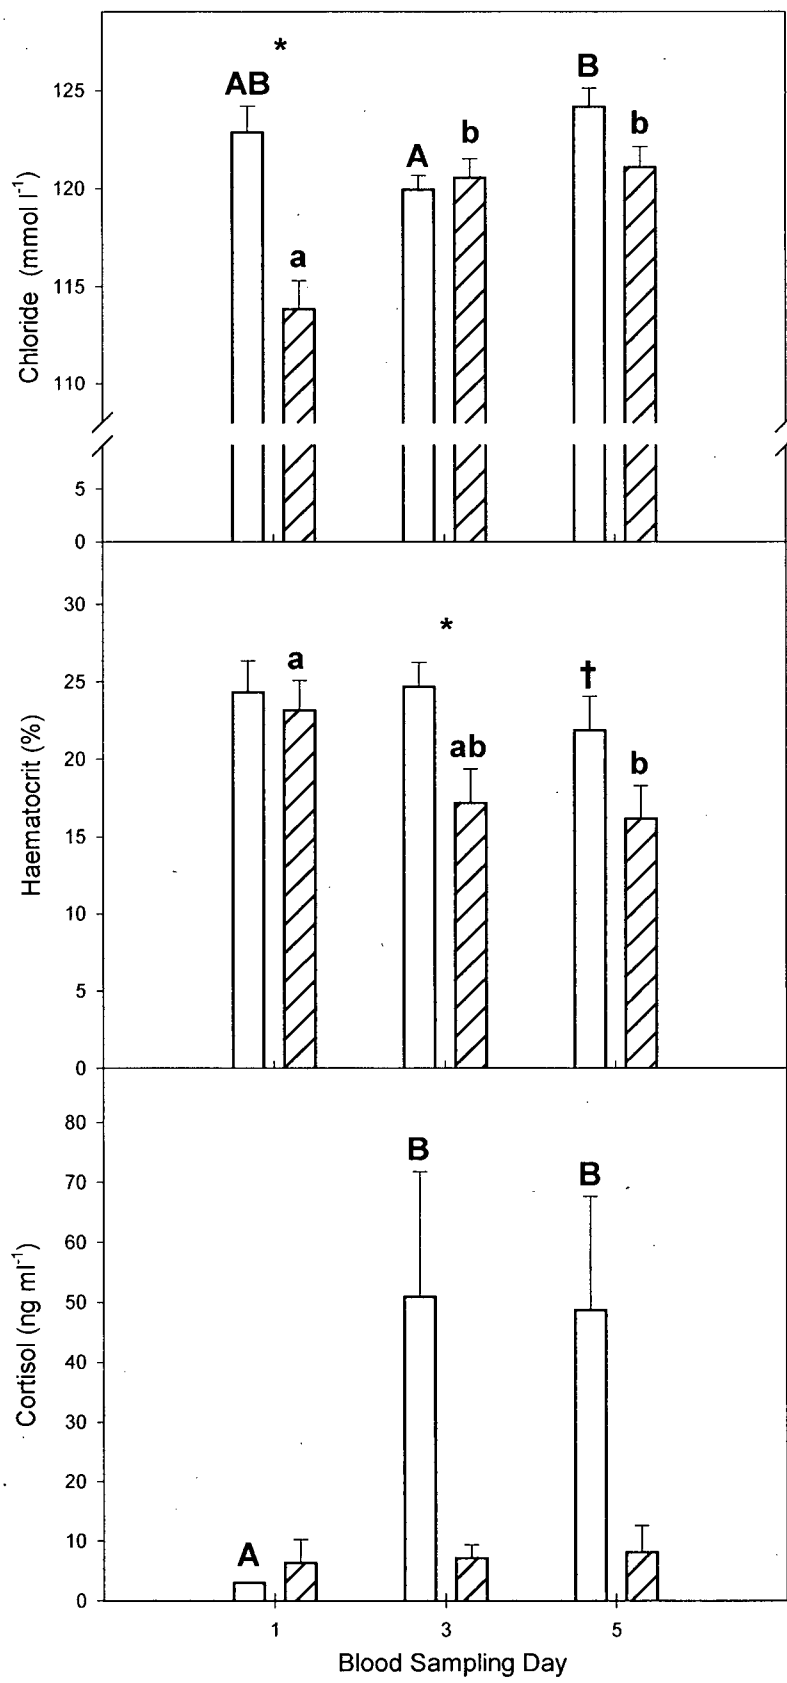 *
AB
B
125
b
b
A
120
a
115
110
Chloride (mmol l⁻¹)
5
0
30
*
a
†
25
ab
b
20
15
10
5
0
Haematocrit (%)
80
B
B
70
60
50
40
30
20
10
A
0
Cortisol (ng ml⁻¹)
1 3 5
Blood Sampling Day